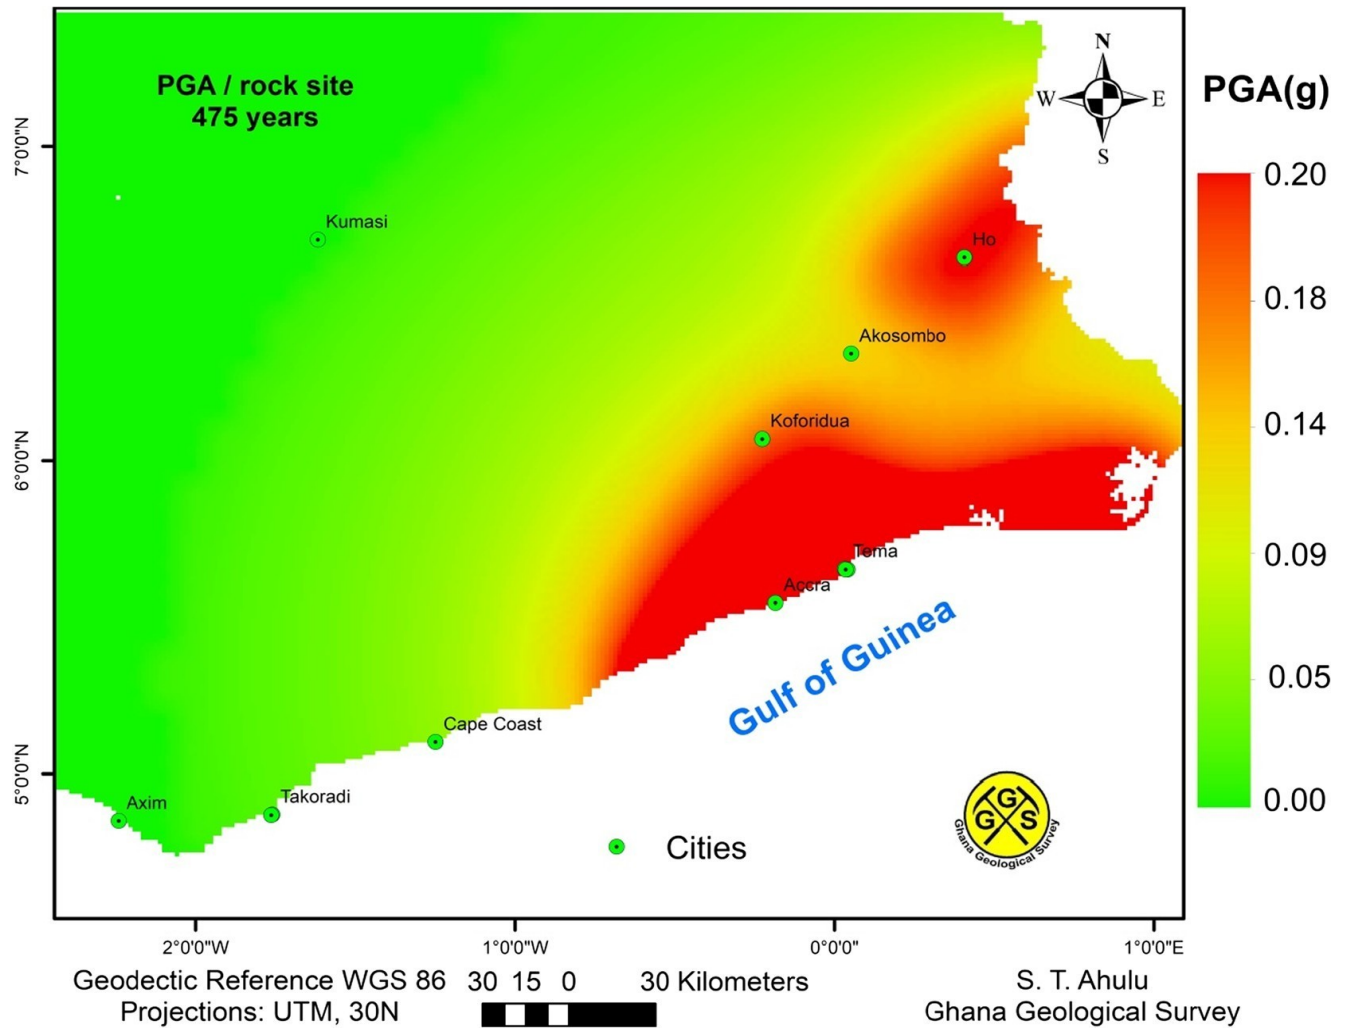 PGA / rock site
475 years
N
W
E
S
PGA(g)
0.20
0.18
0.14
0.09
0.05
0.00
7°0'0"N
6°0'0"N
5°0'0"N
Kumasi
Ho
Akosombo
Koforidua
Tema
Accra
Gulf of Guinea
Cape Coast
Takoradi
Axim
Cities
G
G S
Ghana Geological Survey
2°0'0"W
1°0'0"W
0°0'0"
1°0'0"E
Geodectic Reference WGS 86
Projections: UTM, 30N
30 15 0 30 Kilometers
S. T. Ahulu
Ghana Geological Survey